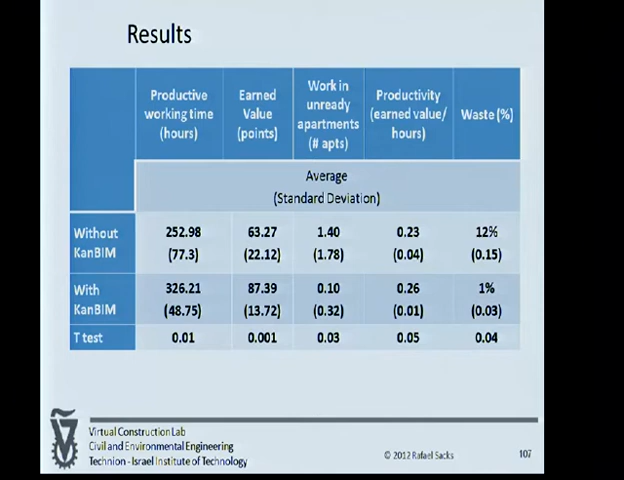 Results
Productive working time (hours)
Earned Value (points)
Work in unready apartments (# apts)
Productivity (earned value/ hours)
Waste (%)
Average
(Standard Deviation)
Without KanBIM
252.98 (77.3)
63.27 (22.12)
1.40 (1.78)
0.23 (0.04)
12% (0.15)
With KanBIM
326.21 (48.75)
87.39 (13.72)
0.10 (0.32)
0.26 (0.01)
1% (0.03)
T test
0.01
0.001
0.03
0.05
0.04
Virtual Construction Lab
Civil and Environmental Engineering
Technion - Israel Institute of Technology
© 2012 Rafael Sacks
107